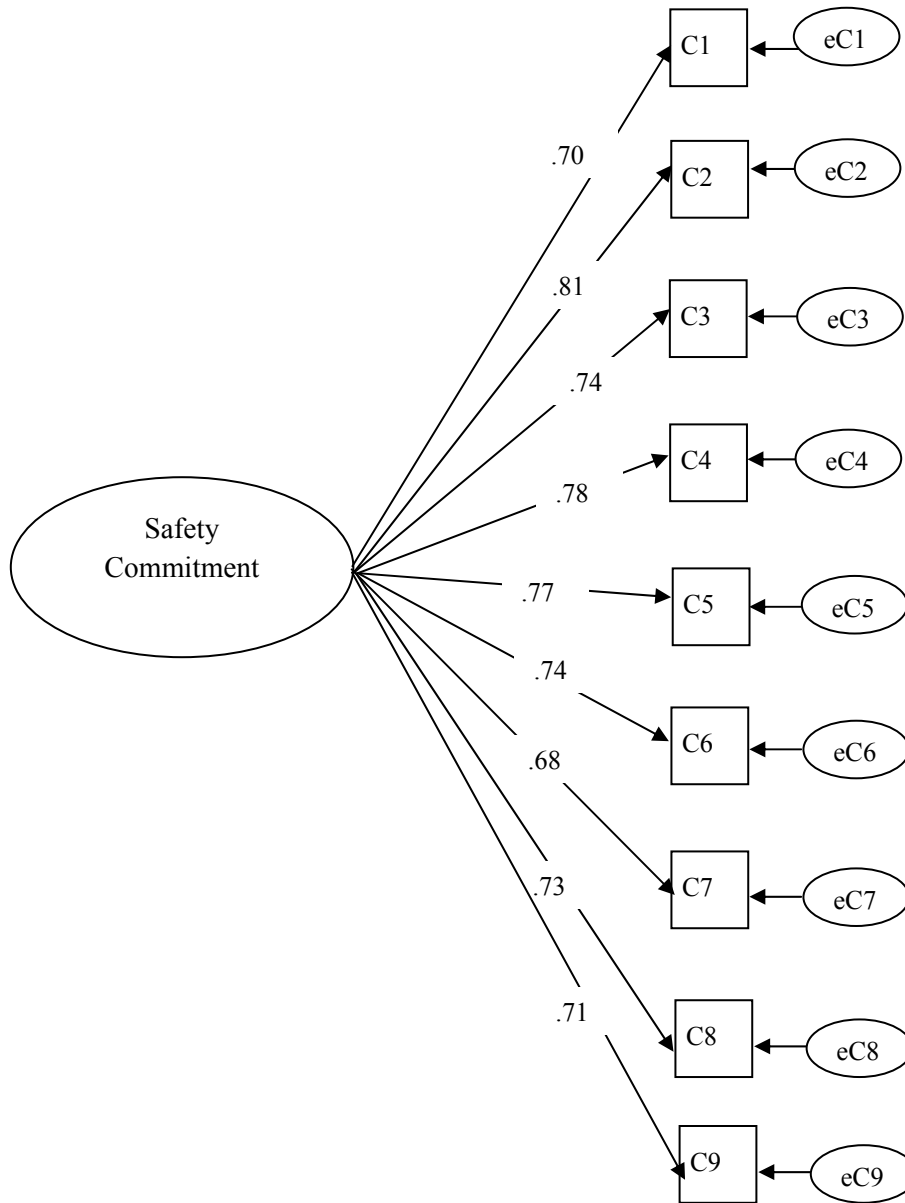 C1
eC1
.70
C2
eC2
.81
C3
eC3
.74
C4
eC4
.78
Safety
Commitment
.77
C5
eC5
.74
C6
eC6
.68
C7
eC7
.73
C8
eC8
.71
C9
eC9